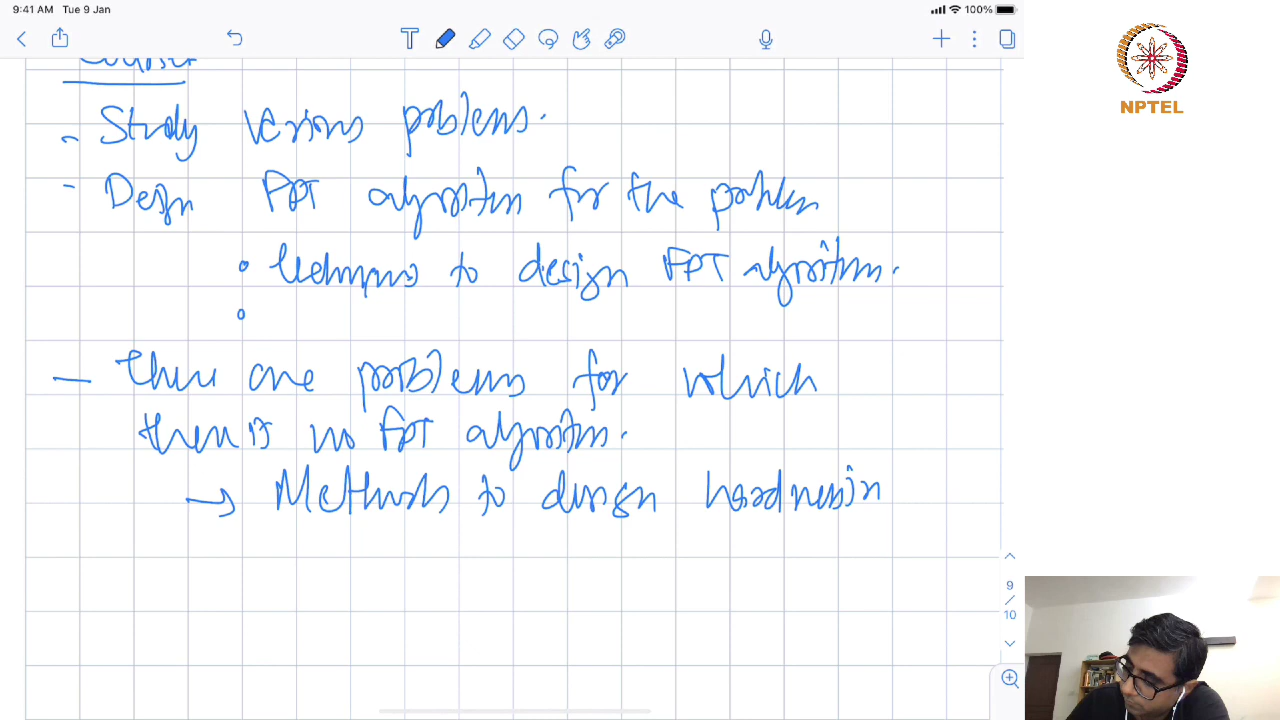 9:41 AM Tue 9 Jan
100%
NPTEL
Course
- Study various problems.
- Design FPT algorithm for the problem
◦ techniques to design FPT algorithm.
◦
- there are problems for which
there is no FPT algorithm.
→ Methods to design hardness in
9
/
10